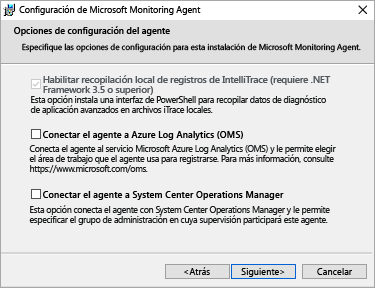 Configuración de Microsoft Monitoring Agent
Opciones de configuración del agente
Especifique las opciones de configuración para esta instalación de Microsoft Monitoring Agent.
Habilitar recopilación local de registros de IntelliTrace (requiere .NET
Framework 3.5 o superior)
Esta opción instala una interfaz de PowerShell para recopilar datos de diagnóstico
de aplicación avanzados en archivos iTrace locales.
Conectar el agente a Azure Log Analytics (OMS)
Conecta el agente al servicio Microsoft Azure Log Analytics (OMS) y le permite elegir
el área de trabajo que el agente usa para registrarse. Para más información, consulte
https://www.microsoft.com/oms.
Conectar el agente a System Center Operations Manager
Esta opción conecta el agente con System Center Operations Manager y le permite
especificar el grupo de administración en cuya supervisión participará este agente.
<Atrás
Siguiente>
Cancelar